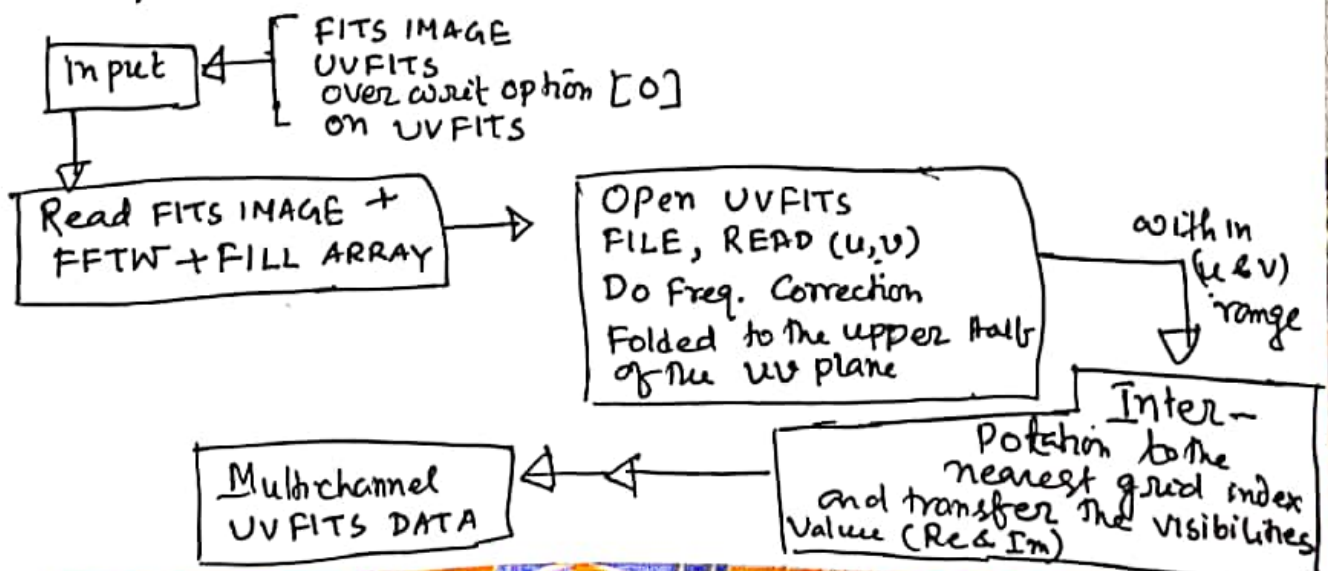 FITS IMAGE
UVFITS
over writ option [0]
on UVFITS
Input
Read FITS IMAGE +
FFTW + FILL ARRAY
Open UVFITS
FILE, READ (u,v)
Do Freq. Correction
Folded to the upper Half
of the uv plane
with in
(u & v)
range
Inter-
Polation to the
nearest grid index
and transfer the visibilities
Value (Re & Im)
Multichannel
UVFITS DATA